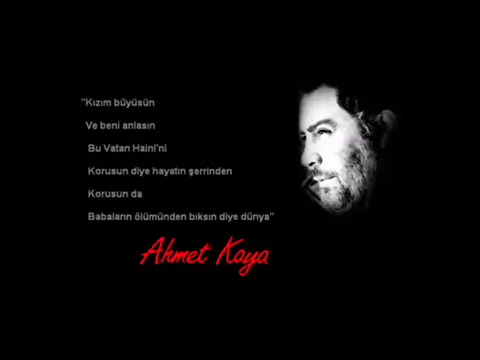 "Kızım büyüsün
Ve beni anlasın
Bu Vatan Haini'ni
Korusun diye hayatın şerrinden
Korusun da
Babaların ölümünden bıksın diye dünya"
Ahmet Kaya